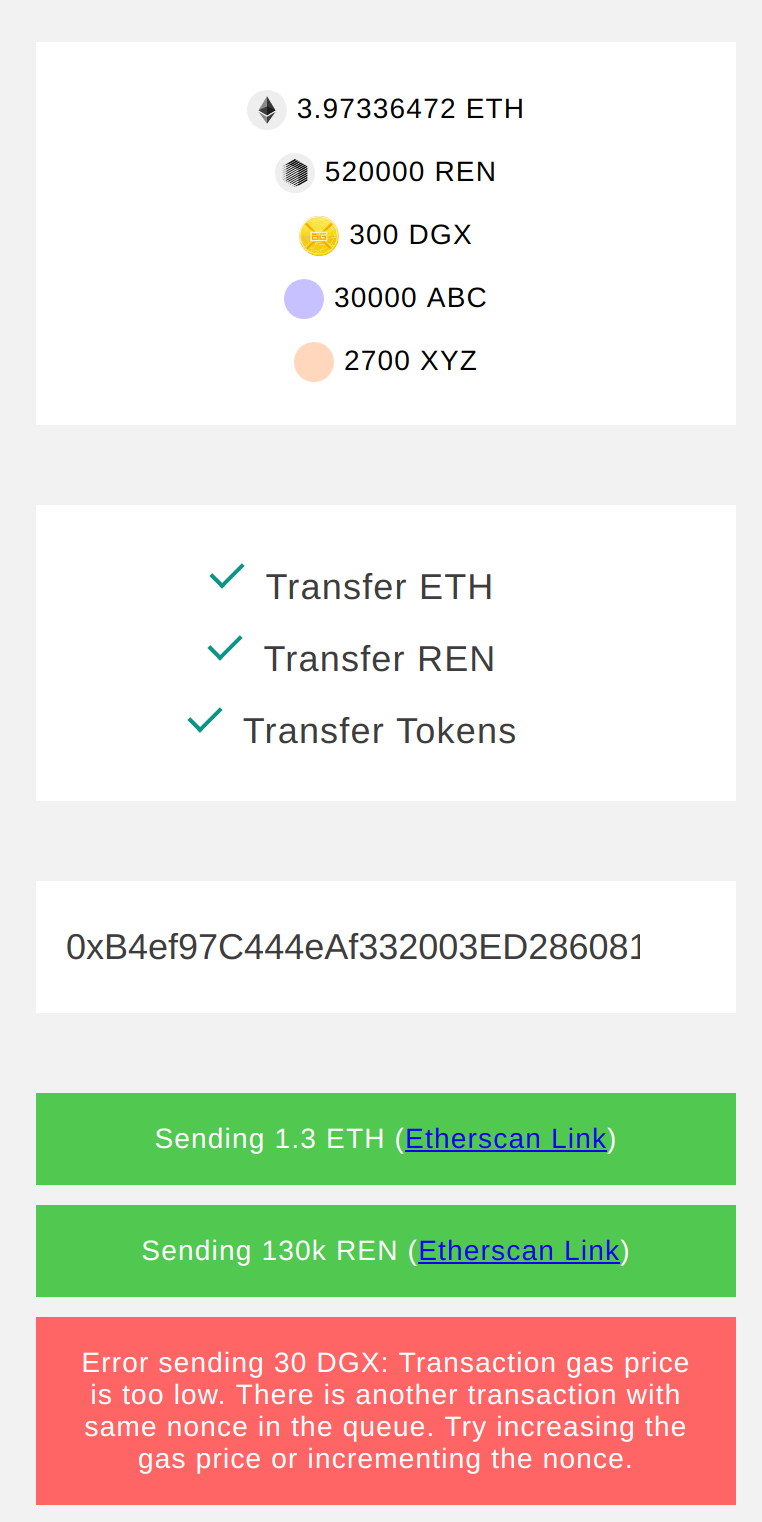 3.97336472 ETH
520000 REN
300 DGX
30000 ABC
2700 XYZ
Transfer ETH
Transfer REN
Transfer Tokens
0xB4ef97C444eAf332003ED286081
Sending 1.3 ETH (Etherscan Link)
Sending 130k REN (Etherscan Link)
Error sending 30 DGX: Transaction gas price
is too low. There is another transaction with
same nonce in the queue. Try increasing the
gas price or incrementing the nonce.